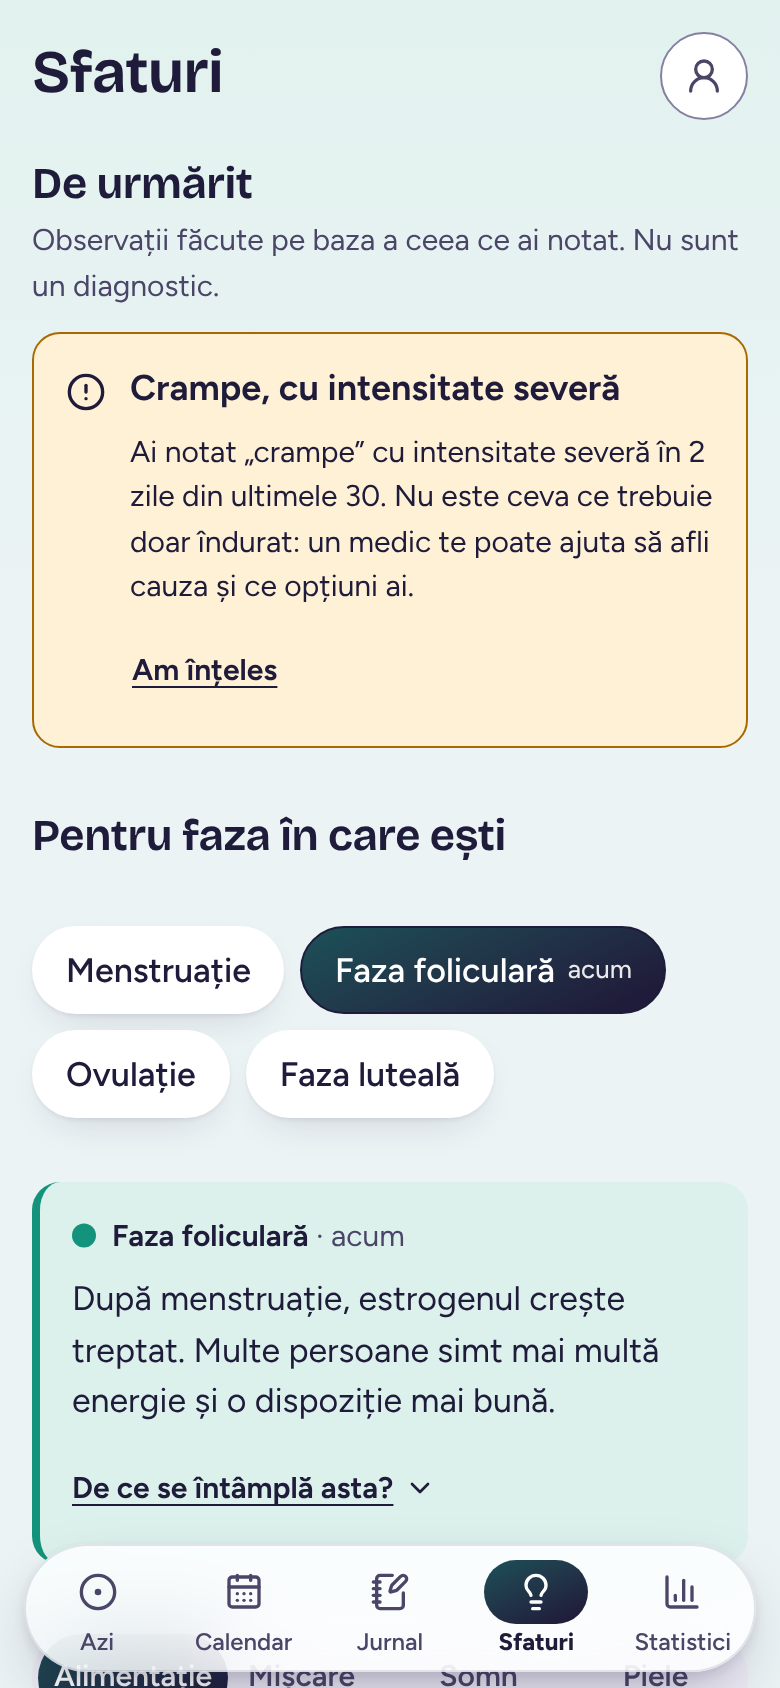 Sfaturi
De urmărit
Observații făcute pe baza a ceea ce ai notat. Nu sunt
un diagnostic.
Crampe, cu intensitate severă
Ai notat „crampe” cu intensitate severă în 2
zile din ultimele 30. Nu este ceva ce trebuie
doar îndurat: un medic te poate ajuta să afli
cauza și ce opțiuni ai.
Am înțeles
Pentru faza în care ești
Menstruație
Faza foliculară acum
Ovulație
Faza luteală
Faza foliculară · acum
După menstruație, estrogenul crește
treptat. Multe persoane simt mai multă
energie și o dispoziție mai bună.
De ce se întâmplă asta?
Azi
Calendar
Jurnal
Sfaturi
Statistici
Alimentație
Mișcare
Somn
Piele